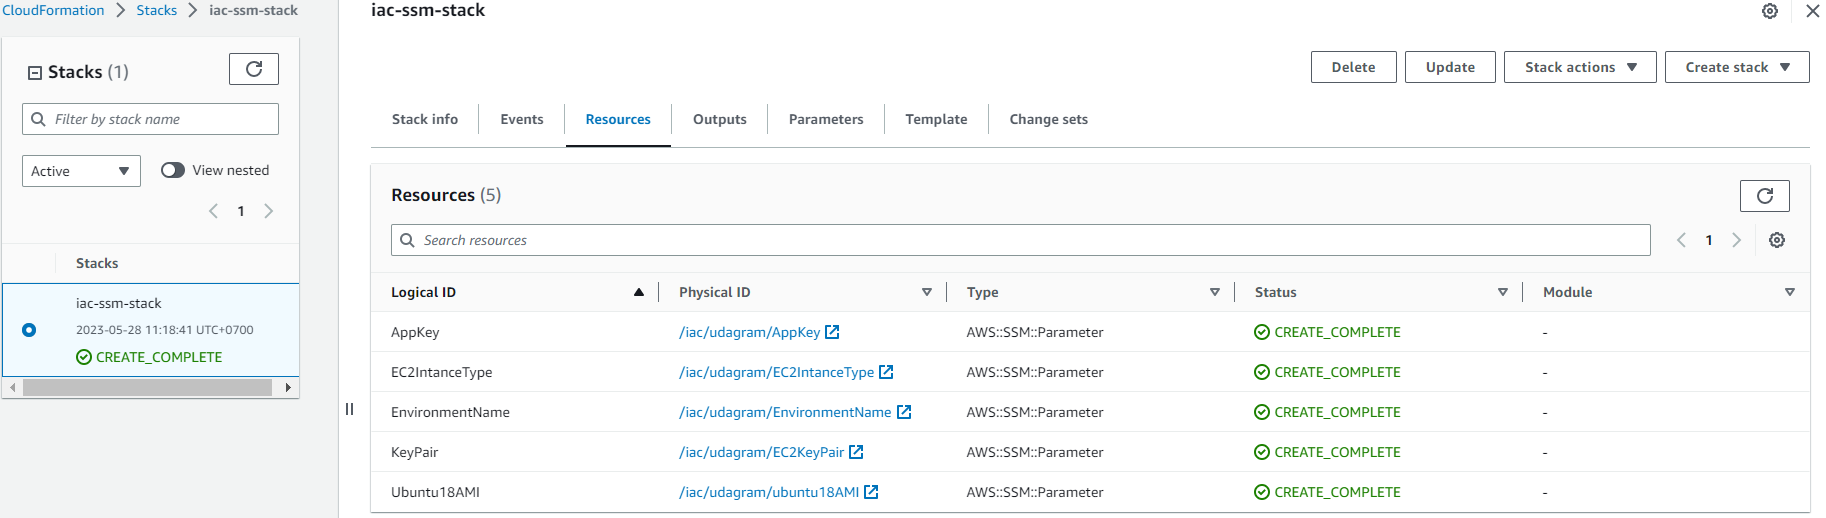 CloudFormation > Stacks > iac-ssm-stack
Stacks (1)
Filter by stack name
Active
View nested
1
Stacks
iac-ssm-stack
2023-05-28 11:18:41 UTC+0700
CREATE_COMPLETE
iac-ssm-stack
Delete Update Stack actions Create stack
Stack info Events Resources Outputs Parameters Template Change sets
Resources (5)
Search resources
1
Logical ID Physical ID Type Status Module
AppKey /iac/udagram/AppKey AWS::SSM::Parameter CREATE_COMPLETE -
EC2IntanceType /iac/udagram/EC2IntanceType AWS::SSM::Parameter CREATE_COMPLETE -
EnvironmentName /iac/udagram/EnvironmentName AWS::SSM::Parameter CREATE_COMPLETE -
KeyPair /iac/udagram/EC2KeyPair AWS::SSM::Parameter CREATE_COMPLETE -
Ubuntu18AMI /iac/udagram/ubuntu18AMI AWS::SSM::Parameter CREATE_COMPLETE -